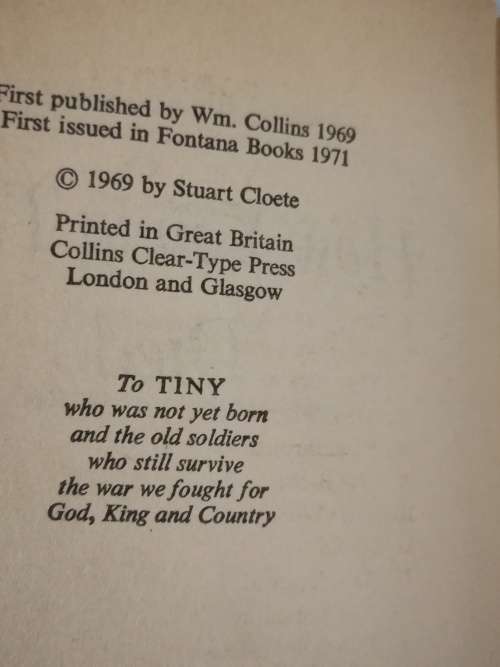 First published by Wm. Collins 1969
First issued in Fontana Books 1971
© 1969 by Stuart Cloete
Printed in Great Britain
Collins Clear-Type Press
London and Glasgow
To TINY
who was not yet born
and the old soldiers
who still survive
the war we fought for
God, King and Country